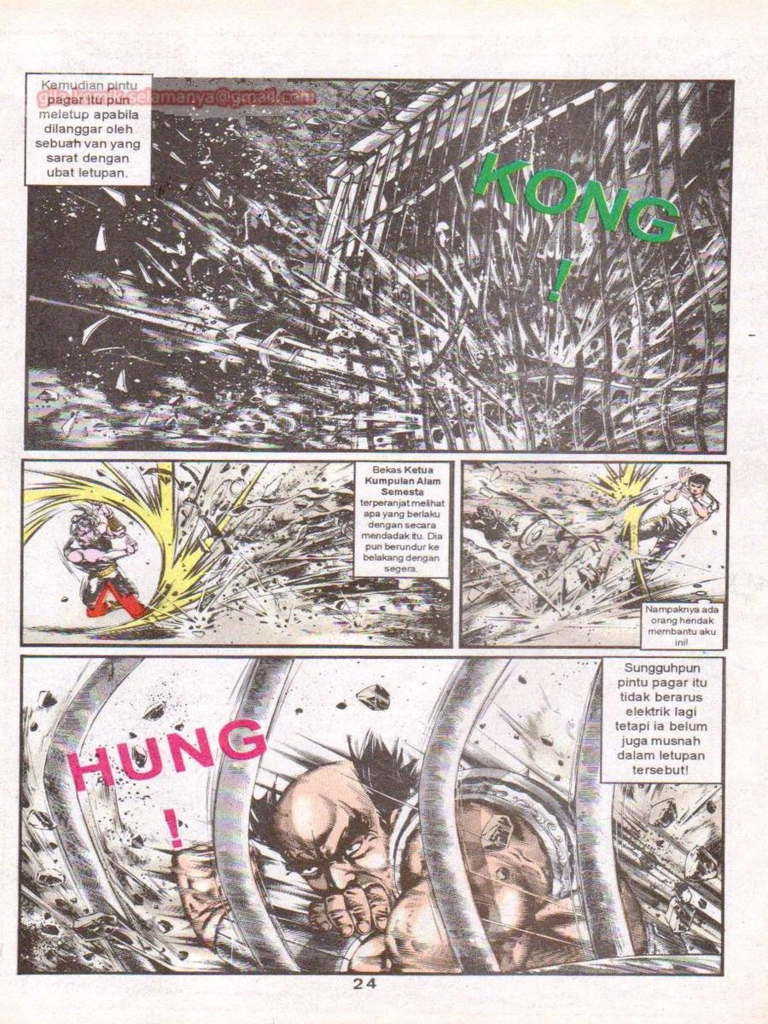 Kemudian pintu
pagar itu pun
meletup apabila
dilanggar oleh
sebuah van yang
sarat dengan
ubat letupan.
KONG
!
Bekas Ketua
Kumpulan Alam
Semesta
terperanjat melihat
apa yang berlaku
dengan secara
mendadak itu. Dia
pun berundur ke
belakang dengan
segera.
Nampaknya ada
orang hendak
membantu aku
ini!
Sungguhpun
pintu pagar itu
tidak berarus
elektrik lagi
tetapi ia belum
juga musnah
dalam letupan
tersebut!
HUNG
!
24